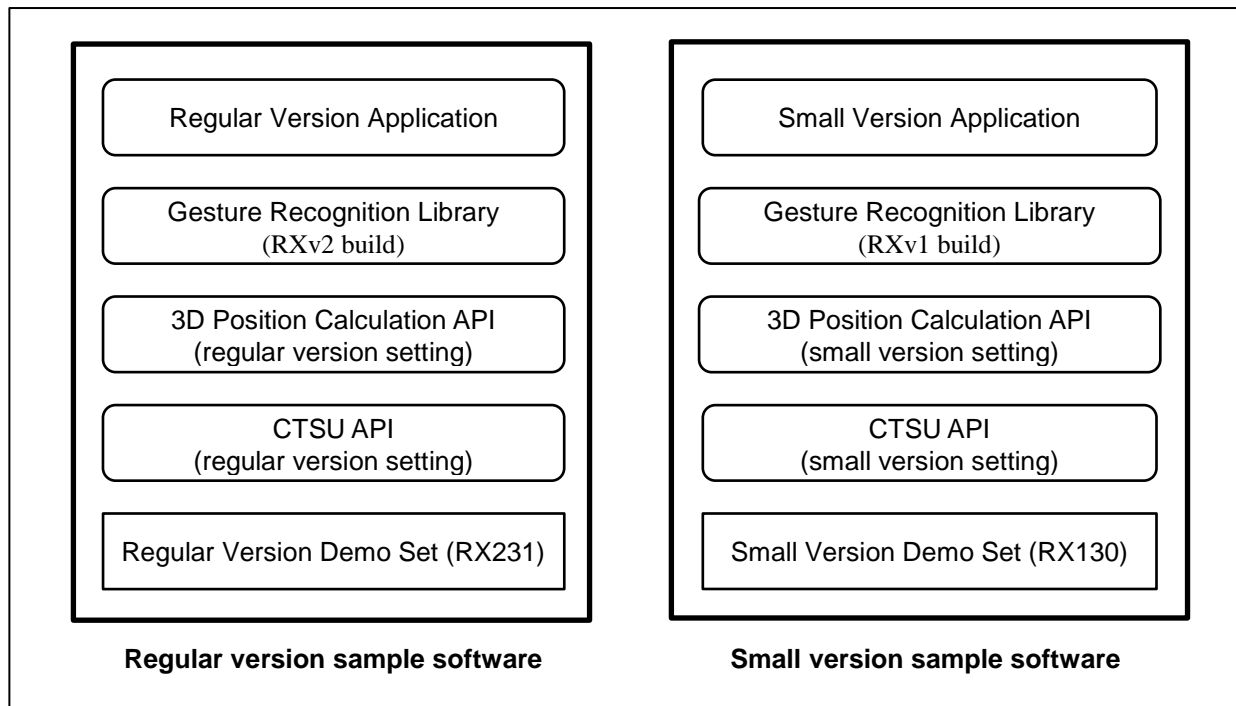 Regular Version Application
Gesture Recognition Library
(RXv2 build)
3D Position Calculation API
(regular version setting)
CTSU API
(regular version setting)
Regular Version Demo Set (RX231)
Regular version sample software
Small Version Application
Gesture Recognition Library
(RXv1 build)
3D Position Calculation API
(small version setting)
CTSU API
(small version setting)
Small Version Demo Set (RX130)
Small version sample software